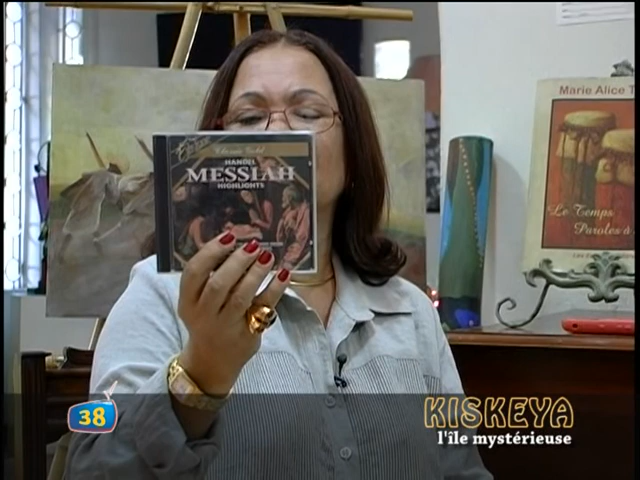 Classic Gold
HANDEL
MESSIAH
HIGHLIGHTS
Marie Alice T
Le Temps
Paroles à
38
KISKEYA
l'île mystérieuse